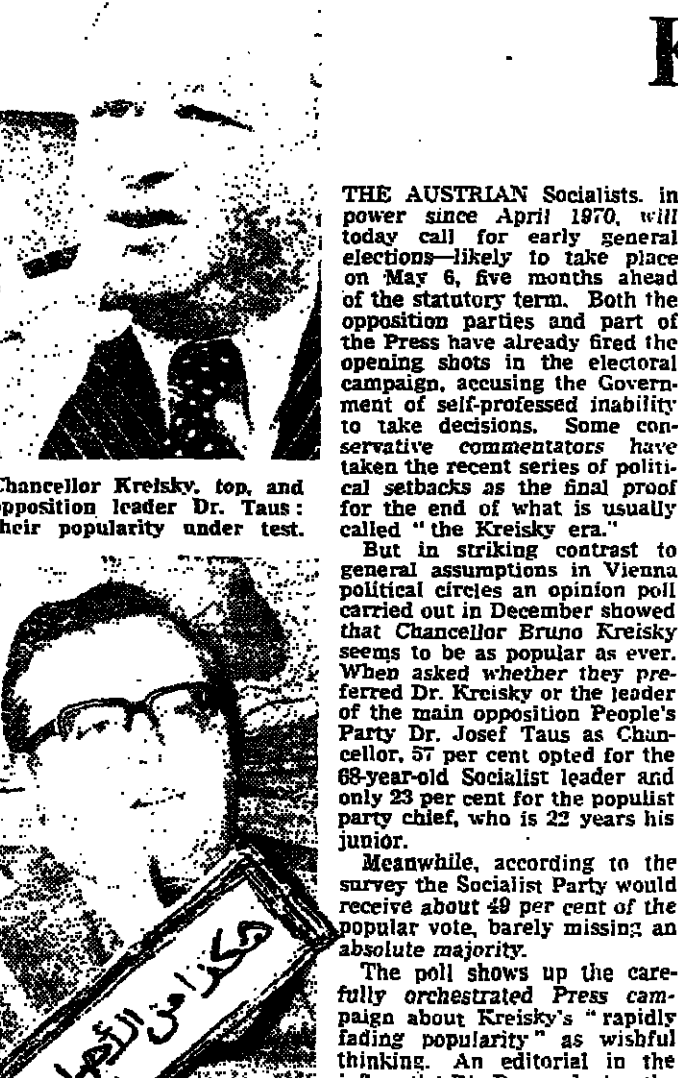 K
THE AUSTRIAN Socialists. in
power since April 1970, will
today call for early general
elections—likely to take place
on May 6, five months ahead
of the statutory term. Both the
opposition parties and part of
the Press have already fired the
opening shots in the electoral
campaign, accusing the Govern-
ment of self-professed inability
to take decisions. Some con-
servative commentators have
taken the recent series of politi-
cal setbacks as the final proof
for the end of what is usually
called "the Kreisky era."
But in striking contrast to
general assumptions in Vienna
political circles an opinion poll
carried out in December showed
that Chancellor Bruno Kreisky
seems to be as popular as ever.
When asked whether they pre-
ferred Dr. Kreisky or the leader
of the main opposition People's
Party Dr. Josef Taus as Chan-
cellor, 57 per cent opted for the
68-year-old Socialist leader and
only 23 per cent for the populist
party chief, who is 22 years his
junior.
Meanwhile, according to the
survey the Socialist Party would
receive about 49 per cent of the
popular vote, barely missing an
absolute majority.
The poll shows up the care-
fully orchestrated Press cam-
paign about Kreisky's "rapidly
fading popularity" as wishful
thinking. An editorial in the
Chancellor Kreisky, top, and
opposition leader Dr. Taus:
their popularity under test.
هكذا من الأصل